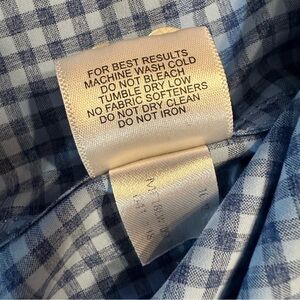 FOR BEST RESULTS
MACHINE WASH COLD
DO NOT BLEACH
TUMBLE DRY LOW
NO FABRIC SOFTENERS
DO NOT DRY CLEAN
DO NOT IRON